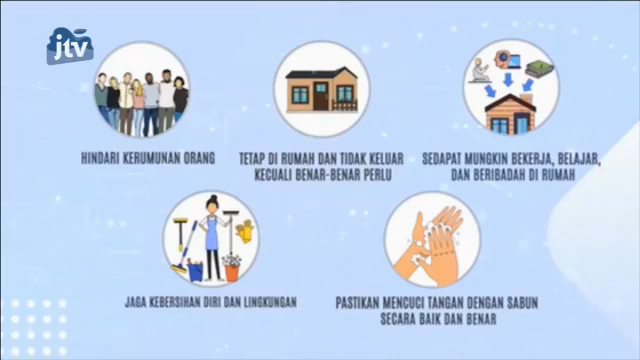 jtv
HINDARI KERUMUNAN ORANG
TETAP DI RUMAH DAN TIDAK KELUAR
KECUALI BENAR-BENAR PERLU
SEDAPAT MUNGKIN BEKERJA, BELAJAR,
DAN BERIBADAH DI RUMAH
JAGA KEBERSIHAN DIRI DAN LINGKUNGAN
PASTIKAN MENCUCI TANGAN DENGAN SABUN
SECARA BAIK DAN BENAR